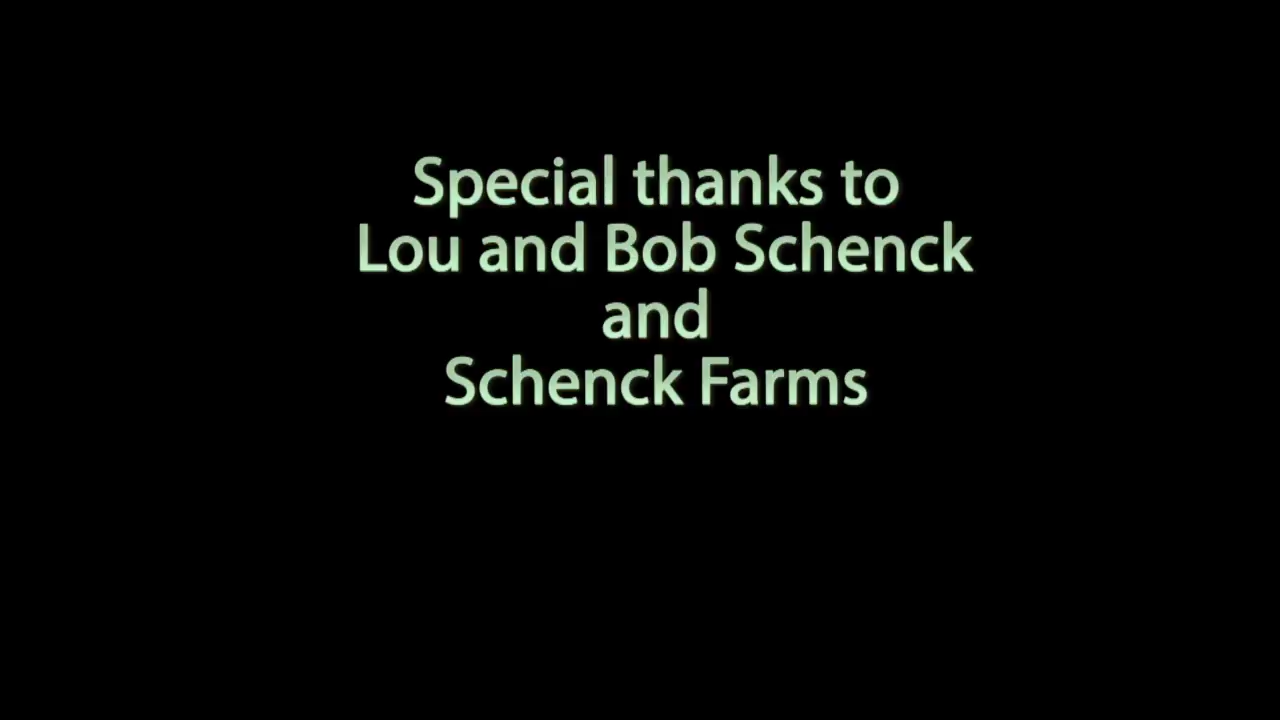 Special thanks to
Lou and Bob Schenck
and
Schenck Farms